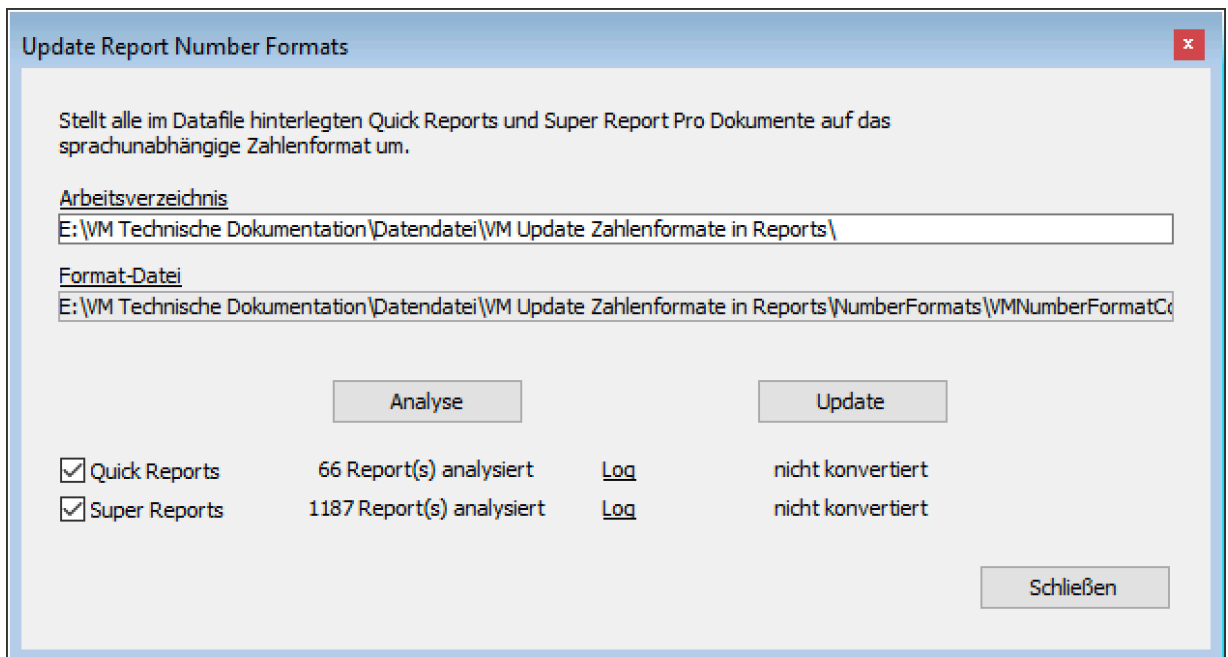 Update Report Number Formats
x
Stellt alle im Datafile hinterlegten Quick Reports und Super Report Pro Dokumente auf das
sprachunabhängige Zahlenformat um.
Arbeitsverzeichnis
E:\VM Technische Dokumentation\Datendatei\VM Update Zahlenformate in Reports\
Format-Datei
E:\VM Technische Dokumentation\Datendatei\VM Update Zahlenformate in Reports\NumberFormats\VMNumberFormatCo
Analyse Update
Quick Reports 66 Report(s) analysiert Log nicht konvertiert
Super Reports 1187 Report(s) analysiert Log nicht konvertiert
Schließen